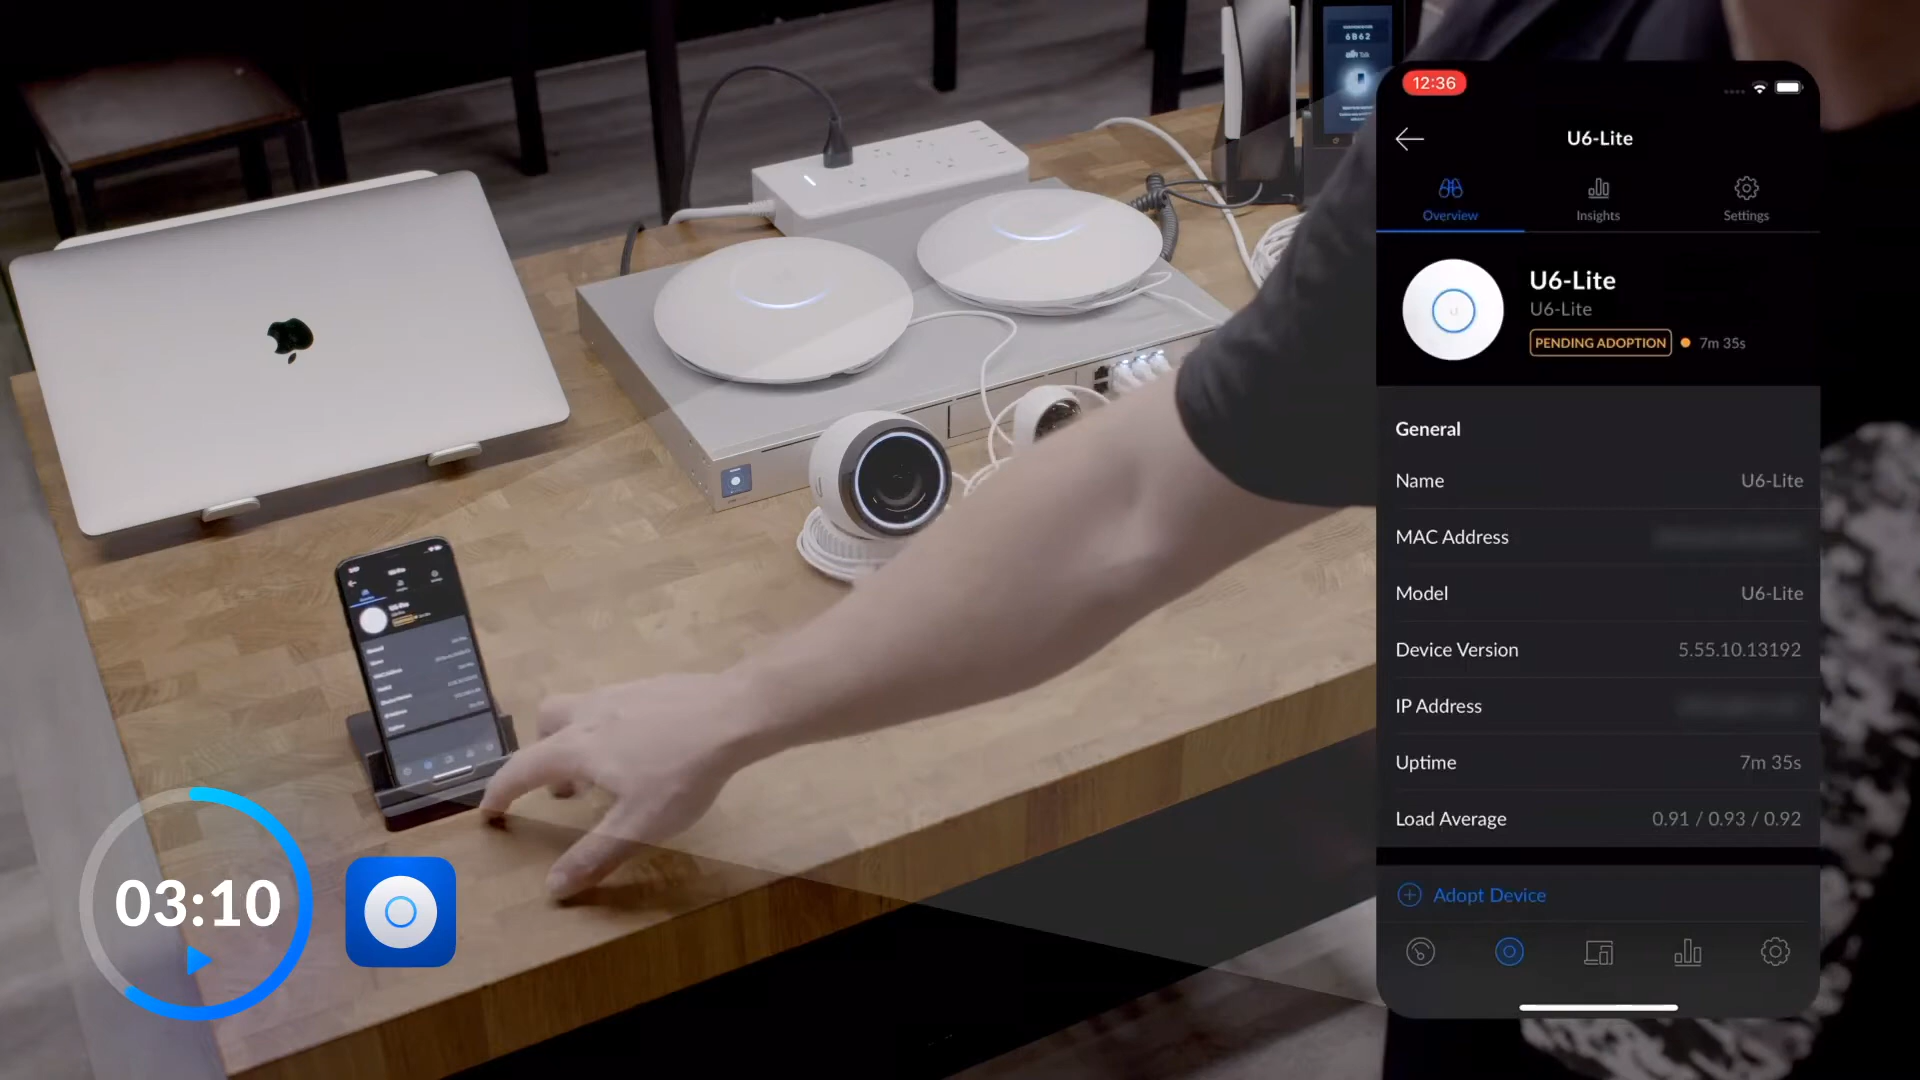 6862
Talk
12:36
U6-Lite
Overview
Insights
Settings
U6-Lite
U6-Lite
PENDING ADOPTION
7m 35s
General
Name
U6-Lite
MAC Address
Model
U6-Lite
Device Version
5.55.10.13192
IP Address
Uptime
7m 35s
Load Average
0.91 / 0.93 / 0.92
Adopt Device
03:10